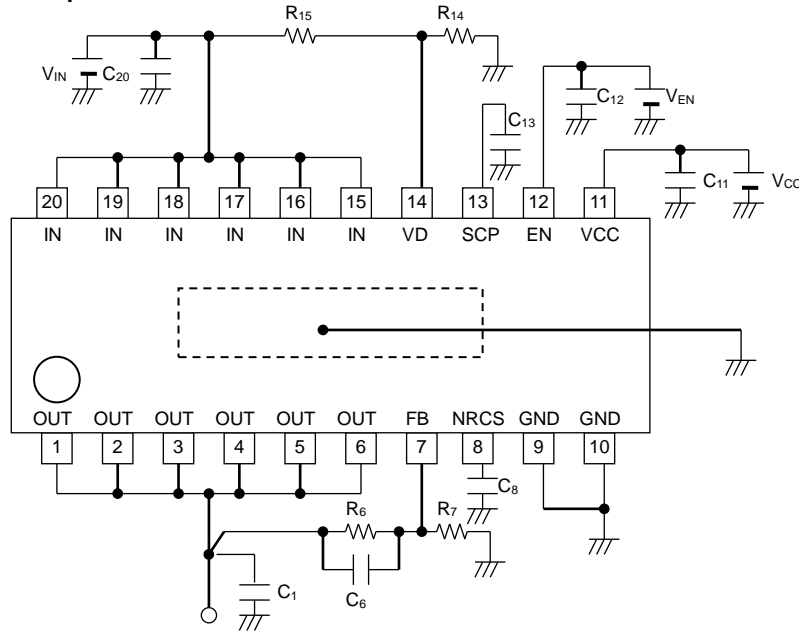 R15 R14
VIN C20 C12 VEN
C13
C11 VCC
20 19 18 17 16 15 14 13 12 11
IN IN IN IN IN IN VD SCP EN VCC
OUT OUT OUT OUT OUT OUT FB NRCS GND GND
1 2 3 4 5 6 7 8 9 10
C8
R6 R7
C1 C6